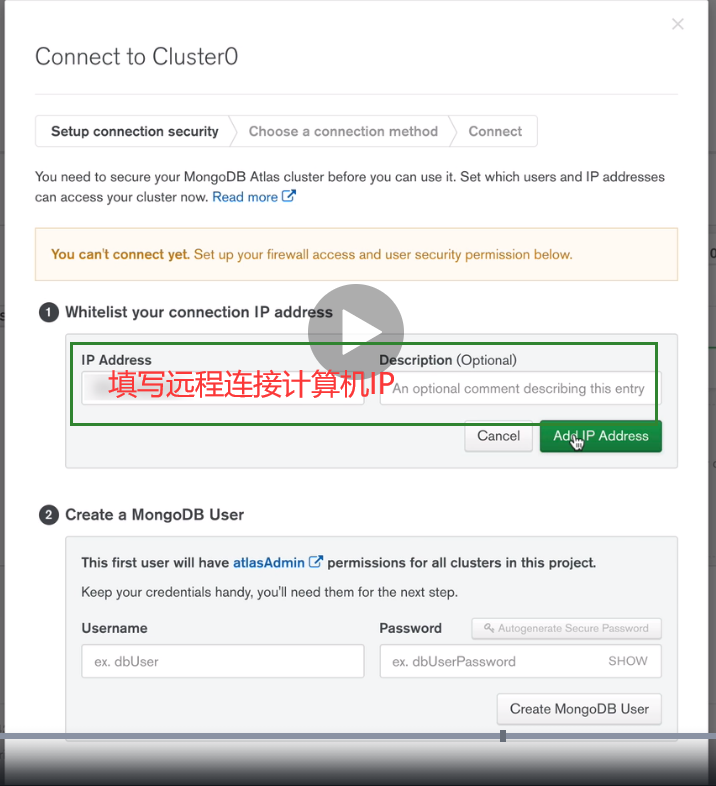 Connect to Cluster0
Setup connection security Choose a connection method Connect
You need to secure your MongoDB Atlas cluster before you can use it. Set which users and IP addresses
can access your cluster now. Read more
You can't connect yet. Set up your firewall access and user security permission below.
1 Whitelist your connection IP address
IP Address Description (Optional)
填写远程连接计算机IP An optional comment describing this entry
Cancel Add IP Address
2 Create a MongoDB User
This first user will have atlasAdmin permissions for all clusters in this project.
Keep your credentials handy, you'll need them for the next step.
Username Password Autogenerate Secure Password
ex. dbUser ex. dbUserPassword SHOW
Create MongoDB User